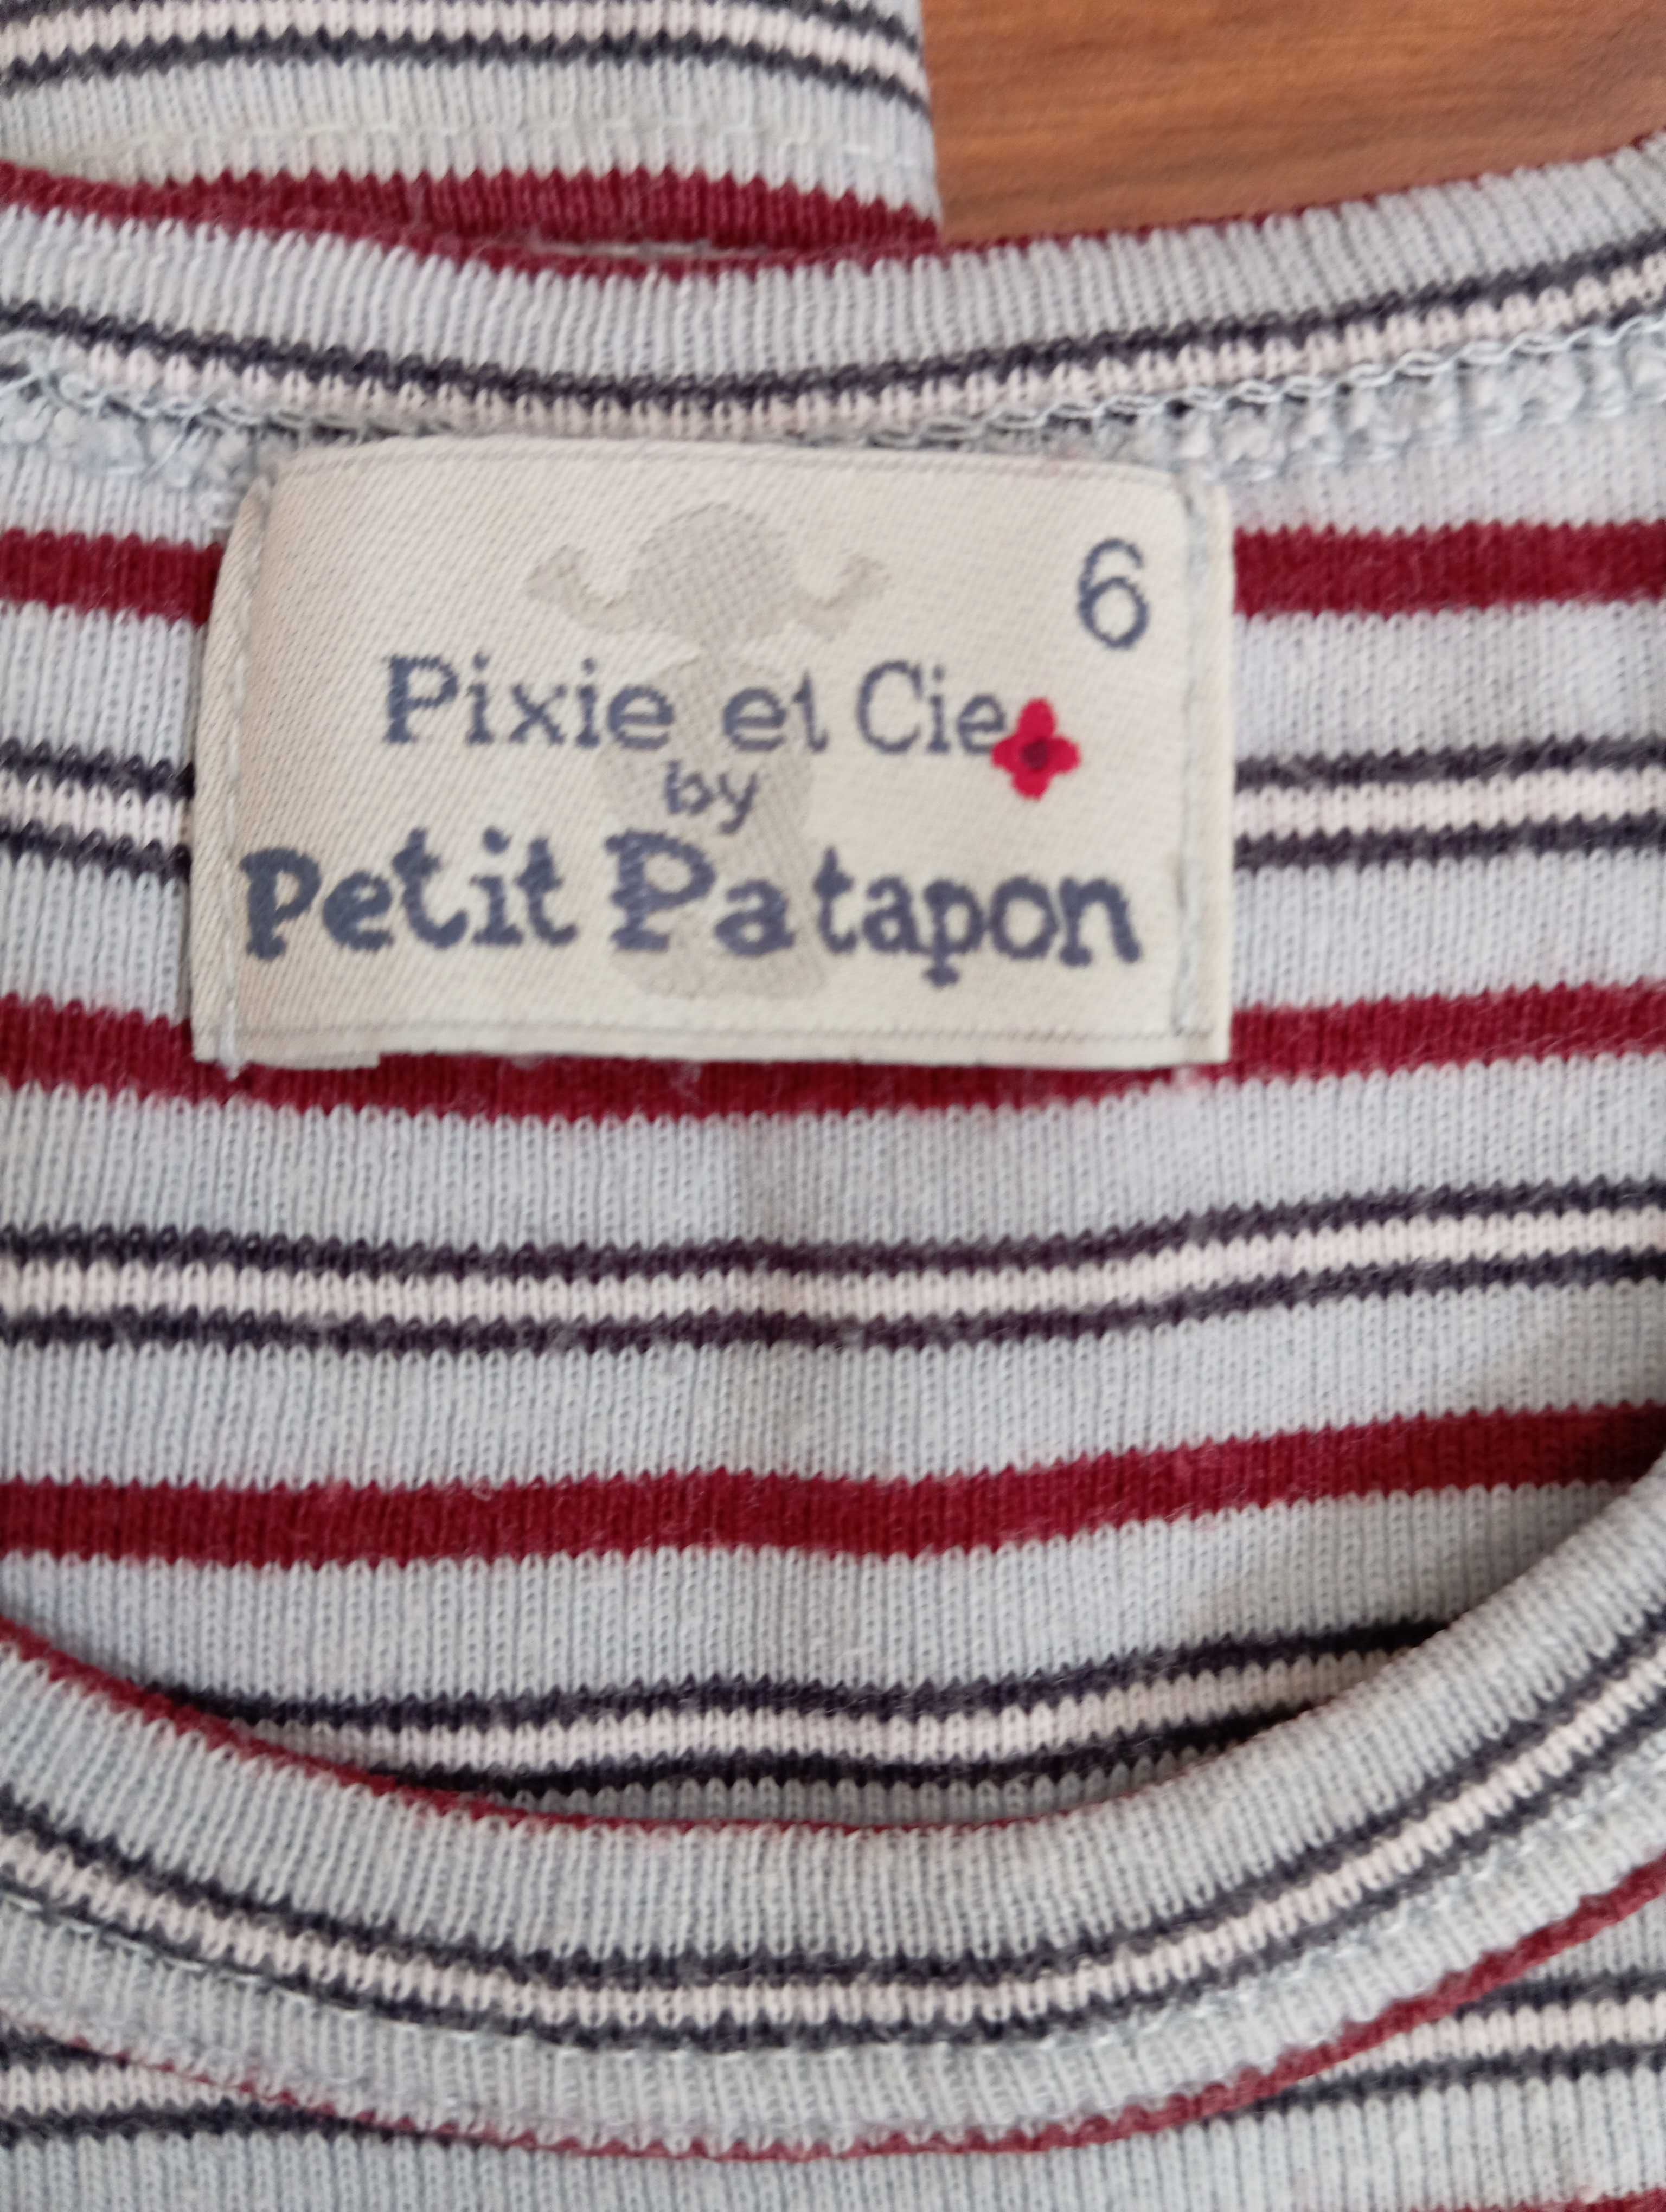 6
Pixie et Cie
by
Petit Patapon